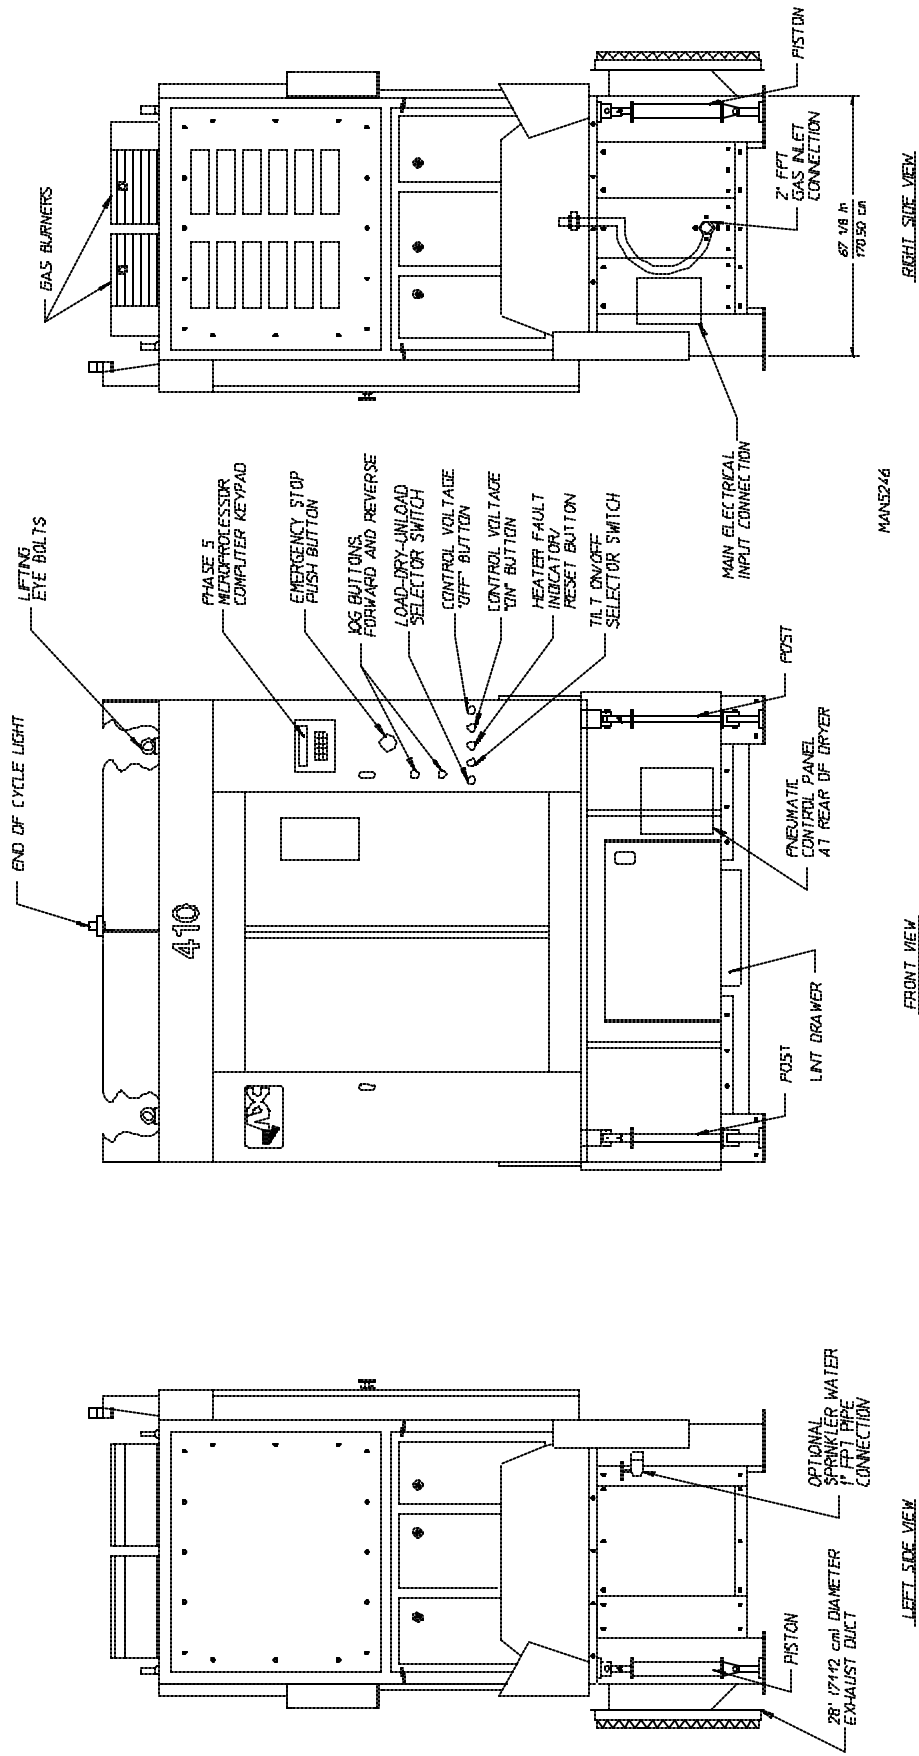 OPTIONAL
SPRINKLER WATER
1" FPT PIPE
CONNECTION
PISTON
28" (71.12 cm) DIAMETER
EXHAUST DUCT
LEFT SIDE VIEW
END OF CYCLE LIGHT
LIFTING
EYE BOLTS
410
ADC
PHASE 5
MICROPROCESSOR
COMPUTER KEYPAD
EMERGENCY STOP
PUSH BUTTON
JOG BUTTONS,
FORWARD AND REVERSE
LOAD-DRY-UNLOAD
SELECTOR SWITCH
CONTROL VOLTAGE
"OFF" BUTTON
CONTROL VOLTAGE
"ON" BUTTON
HEATER FAULT
INDICATOR/
RESET BUTTON
TILT ON/OFF
SELECTOR SWITCH
POST
POST
LINT DRAWER
PNEUMATIC
CONTROL PANEL
AT REAR OF DRYER
FRONT VIEW
GAS BURNERS
PISTON
2" FPT
GAS INLET
CONNECTION
67 1/8 in
170.50 cm
MAIN ELECTRICAL
INPUT CONNECTION
RIGHT SIDE VIEW
MAN5246